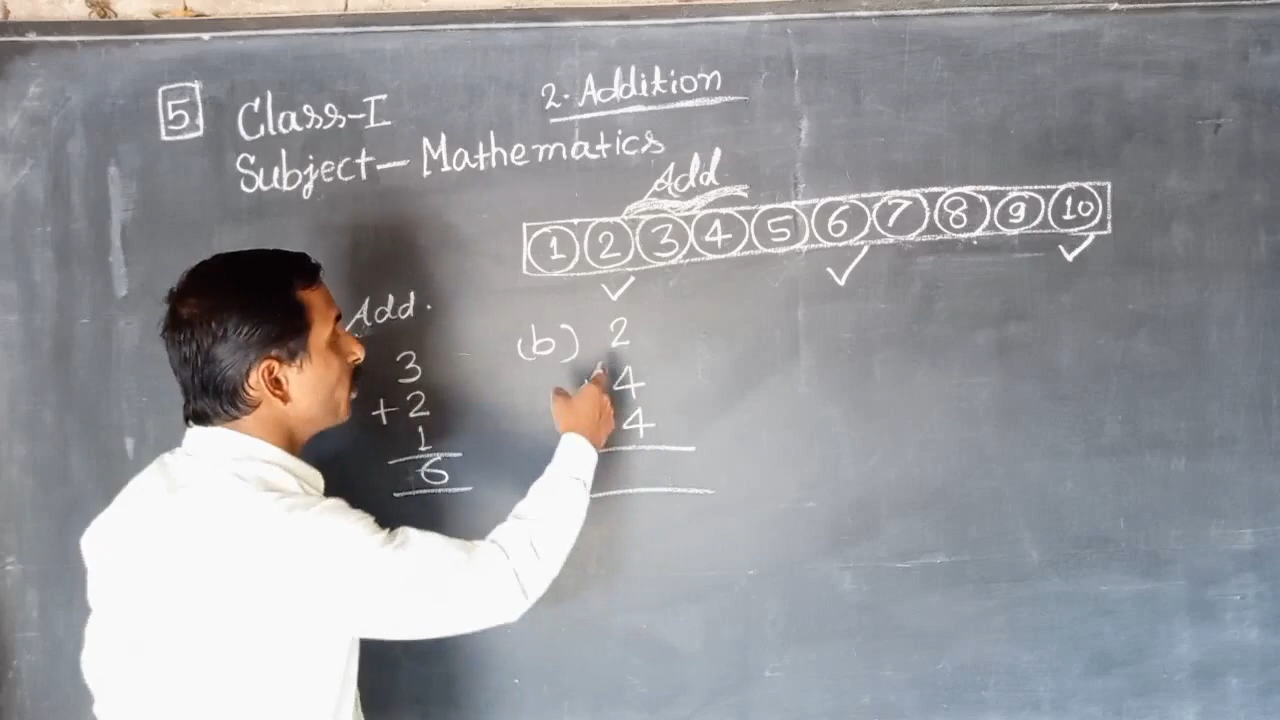 5
Class-I
2. Addition
Subject- Mathematics
Add
1 2 3 4 5 6 7 8 9 10
Add.
3
+2
1
6
(b) 2
4
4